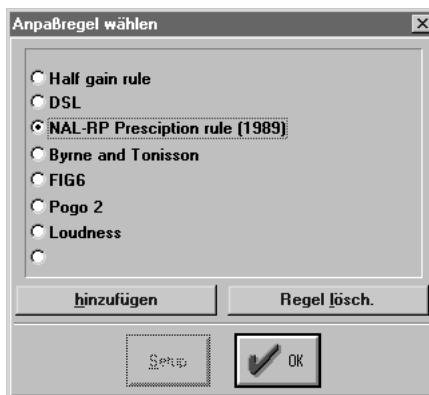 Anpaßregel wählen
Half gain rule
DSL
NAL-RP Presciption rule (1989)
Byrne and Tonisson
FIG6
Pogo 2
Loudness
hinzufügen
Regel lösch.
Setup
OK